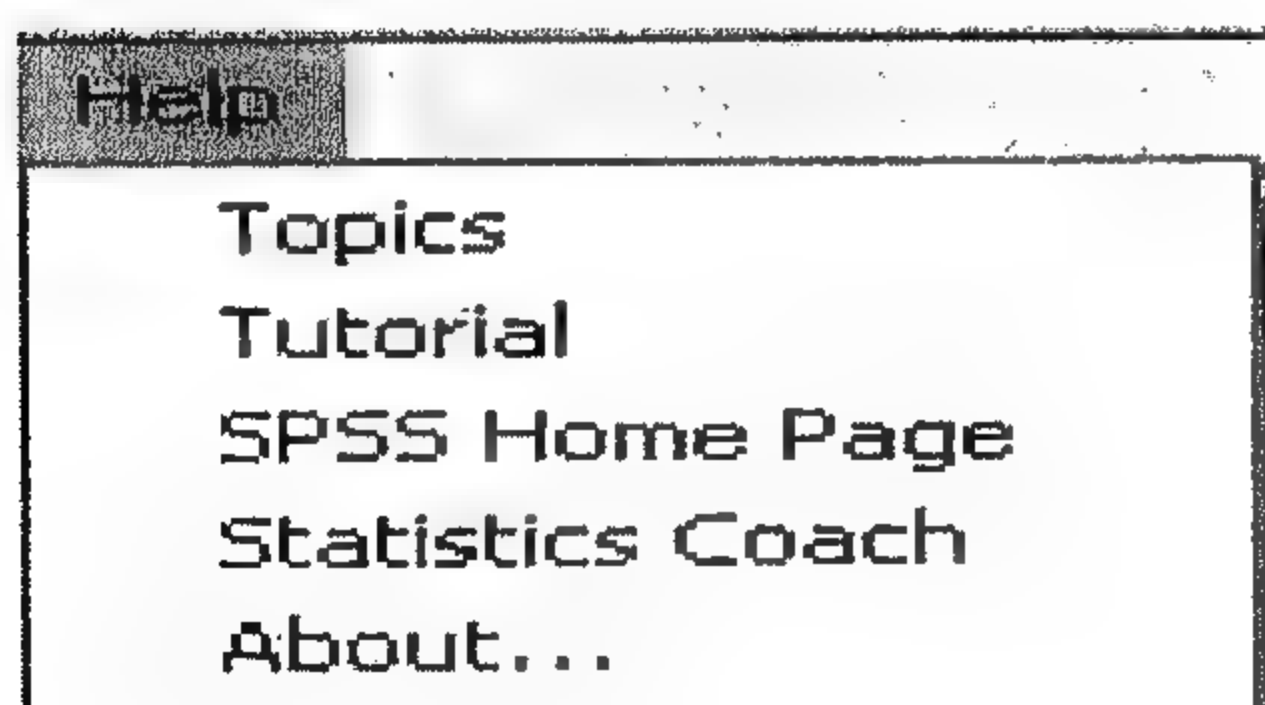 Help
Topics
Tutorial
SPSS Home Page
Statistics Coach
About...